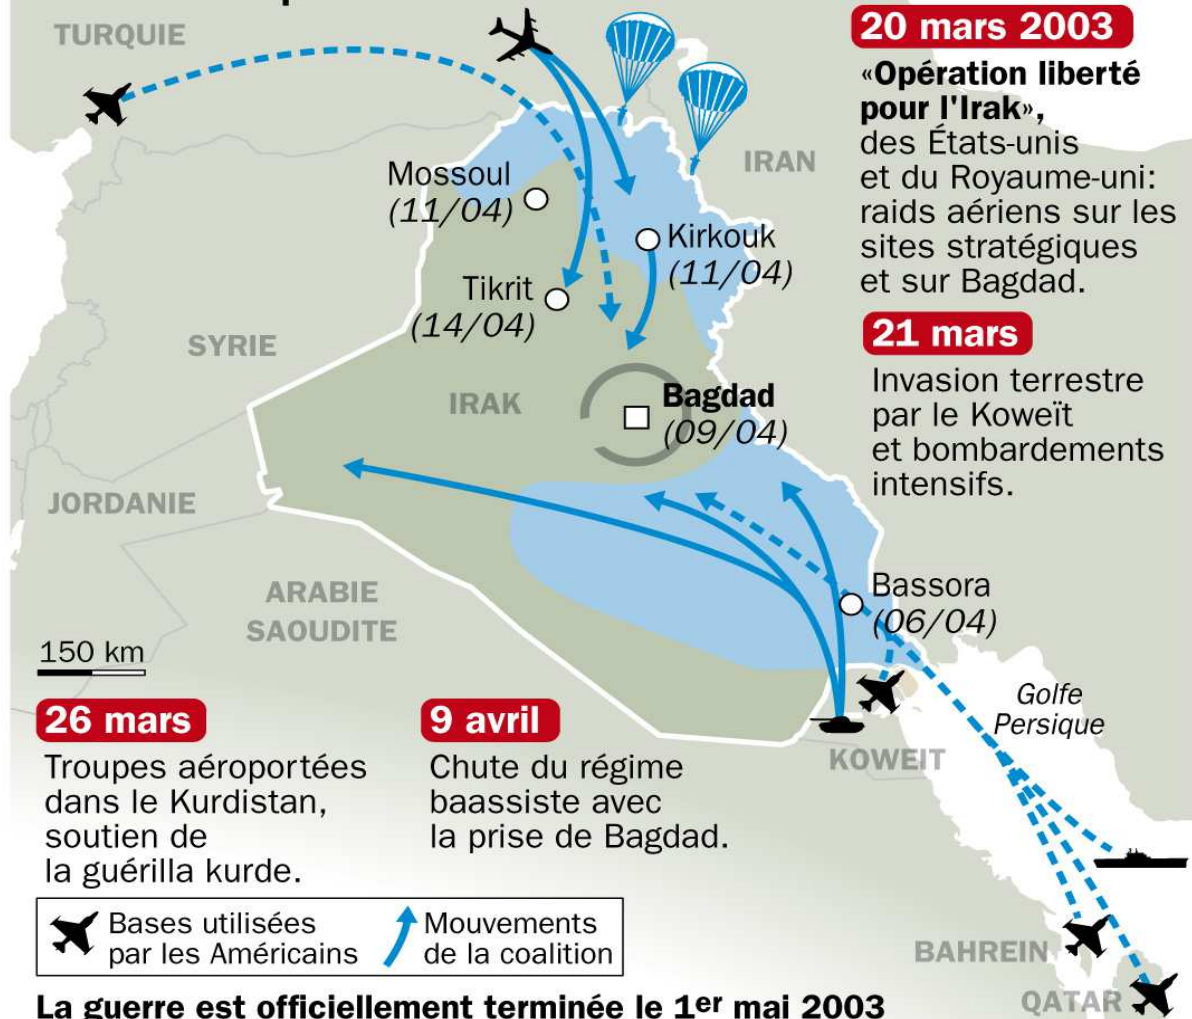 TURQUIE
20 mars 2003
«Opération liberté
pour l'Irak»,
des États-unis
et du Royaume-uni:
raids aériens sur les
sites stratégiques
et sur Bagdad.
21 mars
Invasion terrestre
par le Koweït
et bombardements
intensifs.
IRAN
Mossoul
(11/04)
Kirkouk
(11/04)
Tikrit
(14/04)
SYRIE
IRAK
Bagdad
(09/04)
JORDANIE
ARABIE
SAOUDITE
Bassora
(06/04)
150 km
Golfe
Persique
KOWEIT
26 mars
Troupes aéroportées
dans le Kurdistan,
soutien de
la guérilla kurde.
9 avril
Chute du régime
baassiste avec
la prise de Bagdad.
Bases utilisées
par les Américains
Mouvements
de la coalition
BAHREIN
QATAR
La guerre est officiellement terminée le 1er mai 2003